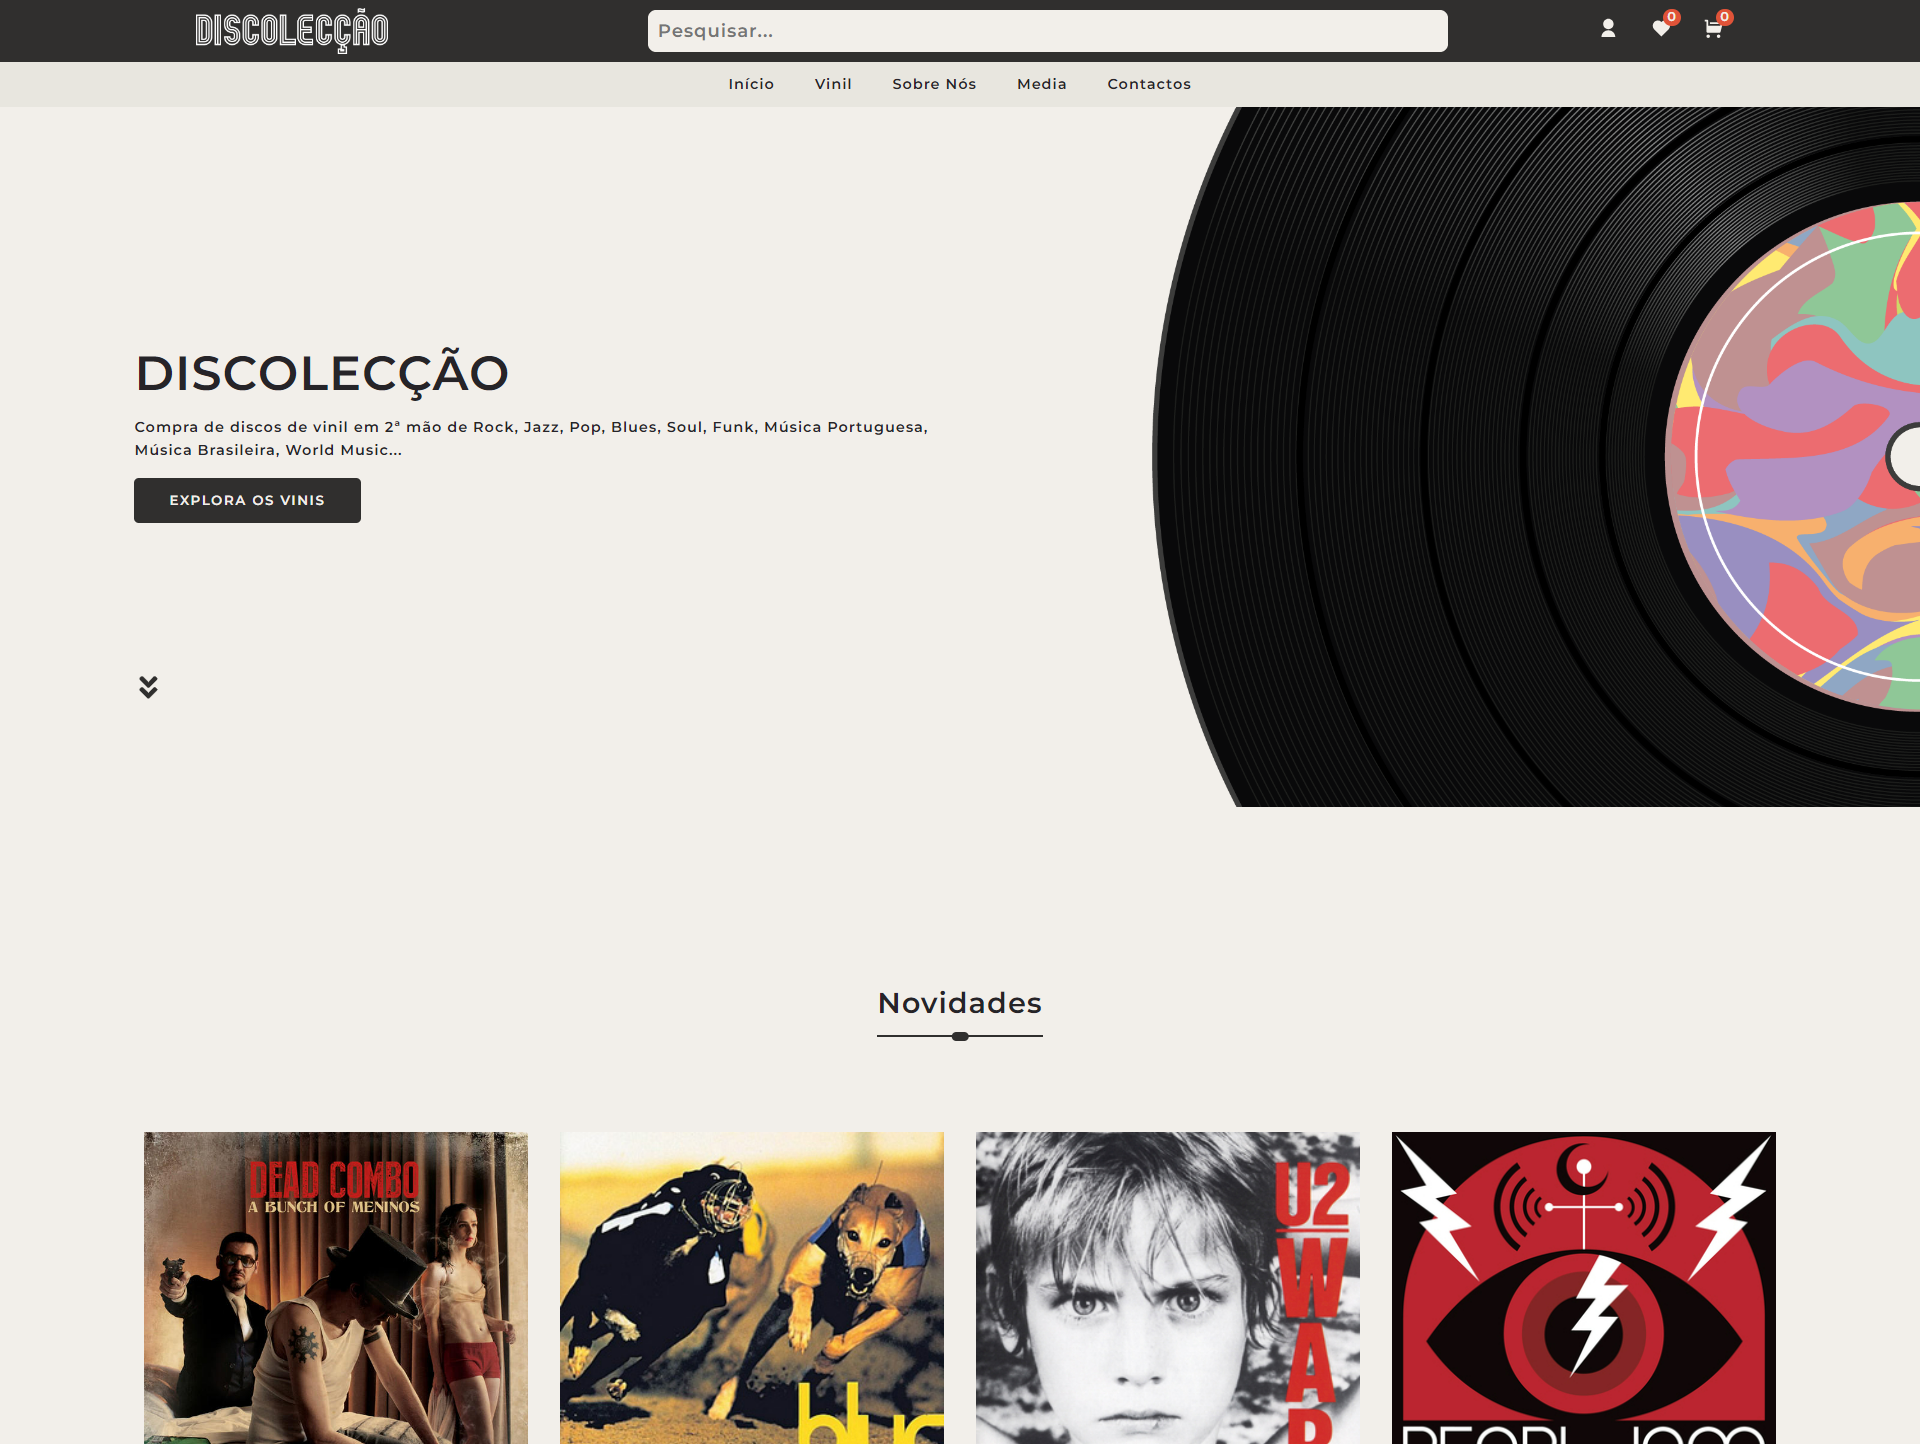 DISCOLECÇÃO
Pesquisar...
0
0
Início
Vinil
Sobre Nós
Media
Contactos
DISCOLECÇÃO
Compra de discos de vinil em 2ª mão de Rock, Jazz, Pop, Blues, Soul, Funk, Música Portuguesa,
Música Brasileira, World Music...
EXPLORA OS VINIS
Novidades
DEAD COMBO
A BUNCH OF MENINOS
blur
U2
WAR
PEARL JAM